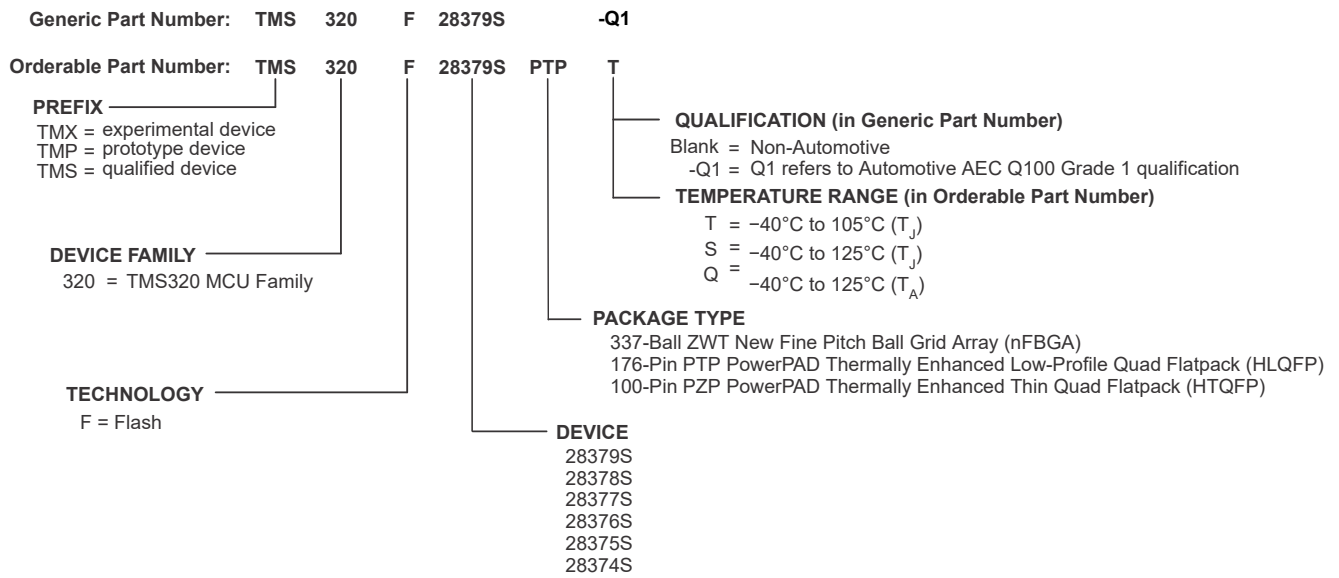 Generic Part Number: TMS 320 F 28379S -Q1
Orderable Part Number: TMS 320 F 28379S PTP T
PREFIX
TMX = experimental device
TMP = prototype device
TMS = qualified device
QUALIFICATION (in Generic Part Number)
Blank = Non-Automotive
-Q1 = Q1 refers to Automotive AEC Q100 Grade 1 qualification
TEMPERATURE RANGE (in Orderable Part Number)
T = −40°C to 105°C (TJ)
S = −40°C to 125°C (TJ)
Q = −40°C to 125°C (TA)
DEVICE FAMILY
320 = TMS320 MCU Family
PACKAGE TYPE
337-Ball ZWT New Fine Pitch Ball Grid Array (nFBGA)
176-Pin PTP PowerPAD Thermally Enhanced Low-Profile Quad Flatpack (HLQFP)
100-Pin PZP PowerPAD Thermally Enhanced Thin Quad Flatpack (HTQFP)
TECHNOLOGY
F = Flash
DEVICE
28379S
28378S
28377S
28376S
28375S
28374S